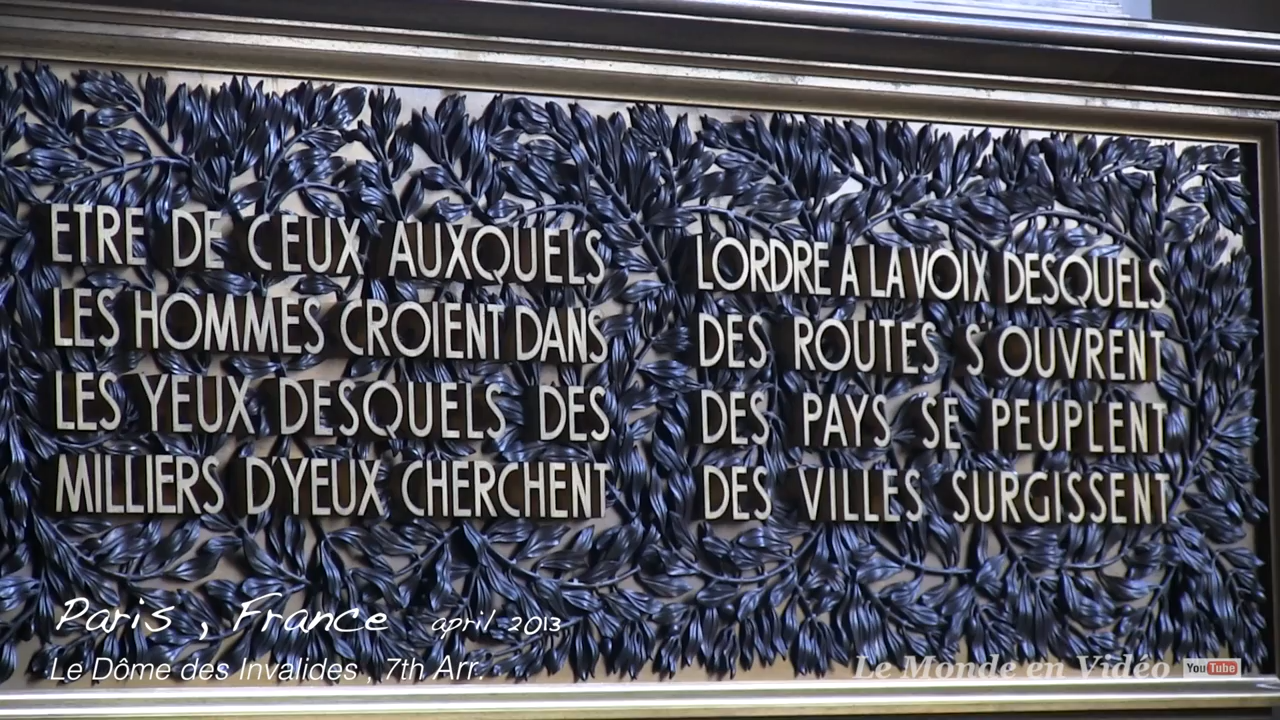 ETRE DE CEUX AUXQUELS
LES HOMMES CROIENT DANS
LES YEUX DESQUELS DES
MILLIERS D'YEUX CHERCHENT
L'ORDRE A LA VOIX DESQUELS
DES ROUTES S'OUVRENT
DES PAYS SE PEUPLENT
DES VILLES SURGISSENT
Paris , France april 2013
Le Dôme des Invalides , 7th Arr.
Le Monde en Vidéo YouTube